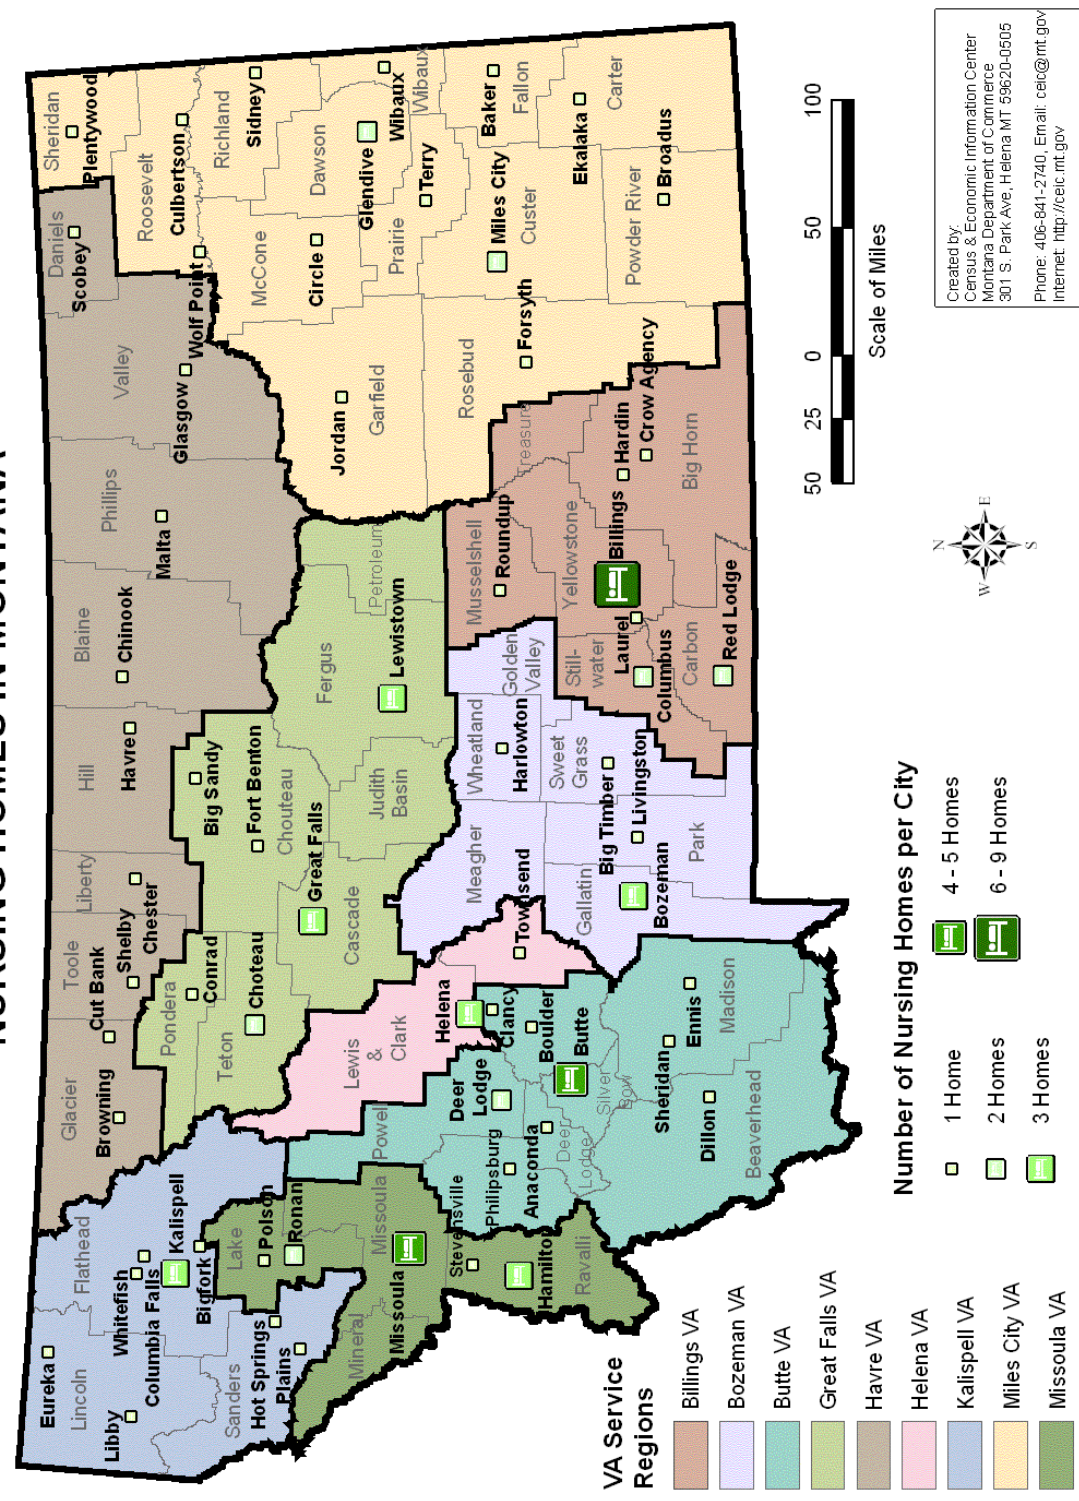 NURSING HOMES IN MONTANA
Eureka
Lincoln
Libby
Flathead
Whitefish
Columbia Falls
Kalispell
Bigfork
Sanders
Hot Springs
Plains
Lake
Polson
Ronan
Mineral
Missoula
Missoula
Stevensville
Hamilton
Ravalli
Glacier
Browning
Cut Bank
Toole
Shelby
Liberty
Chester
Hill
Havre
Blaine
Chinook
Phillips
Malta
Valley
Glasgow
Daniels
Scobey
Sheridan
Plentywood
Roosevelt
Culbertson
Wolf Point
Richland
Sidney
McCone
Circle
Dawson
Glendive
Wibaux
Wibaux
Prairie
Terry
Garfield
Jordan
Rosebud
Forsyth
Custer
Miles City
Fallon
Baker
Carter
Ekalaka
Powder River
Broadus
Pondera
Conrad
Teton
Choteau
Chouteau
Big Sandy
Fort Benton
Great Falls
Cascade
Judith
Basin
Fergus
Lewistown
Petroleum
Lewis
&
Clark
Helena
Townsend
Powell
Deer
Lodge
Philipsburg
Anaconda
Deer
Lodge
Clancy
Boulder
Butte
Silver
Bow
Sheridan
Ennis
Madison
Dillon
Beaverhead
Meagher
Wheatland
Harlowton
Golden
Valley
Sweet
Grass
Big Timber
Livingston
Gallatin
Bozeman
Park
Musselshell
Roundup
Treasure
Yellowstone
Billings
Still-
water
Laurel
Columbus
Carbon
Red Lodge
Hardin
Crow Agency
Big Horn
VA Service
Regions
Billings VA
Bozeman VA
Butte VA
Great Falls VA
Havre VA
Helena VA
Kalispell VA
Miles City VA
Missoula VA
Number of Nursing Homes per City
1 Home
2 Homes
3 Homes
4 - 5 Homes
6 - 9 Homes
N
W
E
S
50 25 0 50 100
Scale of Miles
Created by:
Census & Economic Information Center
Montana Department of Commerce
301 S. Park Ave, Helena MT 59620-0505
Phone: 406-841-2740, Email: ceic@mt.gov
Internet: http://ceic.mt.gov